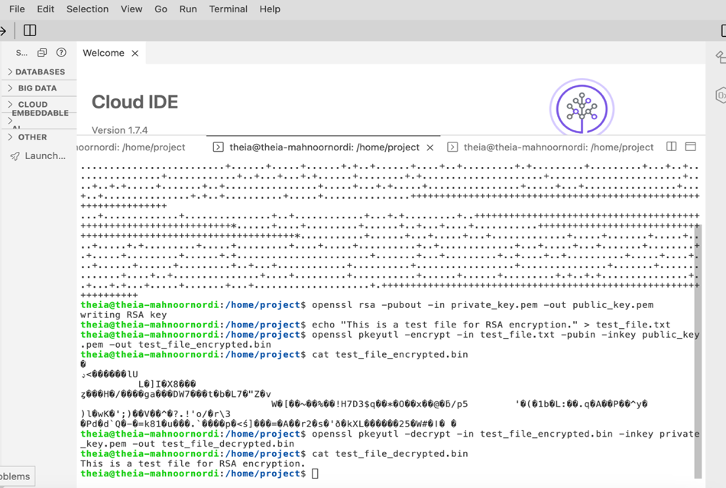 File Edit Selection View Go Run Terminal Help
S...
Welcome
DATABASES
BIG DATA
CLOUD
EMBEDDABLE
AI
OTHER
Launch...
Cloud IDE
Version 1.7.4
noornordi: /home/project
theia@theia-mahnoornordi: /home/project
theia@theia-mahnoornordi: /home/project
theia@theia-mahnoornordi:/home/project$ openssl rsa -pubout -in private_key.pem -out public_key.pem
writing RSA key
theia@theia-mahnoornordi:/home/project$ echo "This is a test file for RSA encryption." > test_file.txt
theia@theia-mahnoornordi:/home/project$ openssl pkeyutl -encrypt -in test_file.txt -pubin -inkey public_key
.pem -out test_file_encrypted.bin
theia@theia-mahnoornordi:/home/project$ cat test_file_encrypted.bin
theia@theia-mahnoornordi:/home/project$ openssl pkeyutl -decrypt -in test_file_encrypted.bin -inkey private
_key.pem -out test_file_decrypted.bin
theia@theia-mahnoornordi:/home/project$ cat test_file_decrypted.bin
This is a test file for RSA encryption.
theia@theia-mahnoornordi:/home/project$
oblems